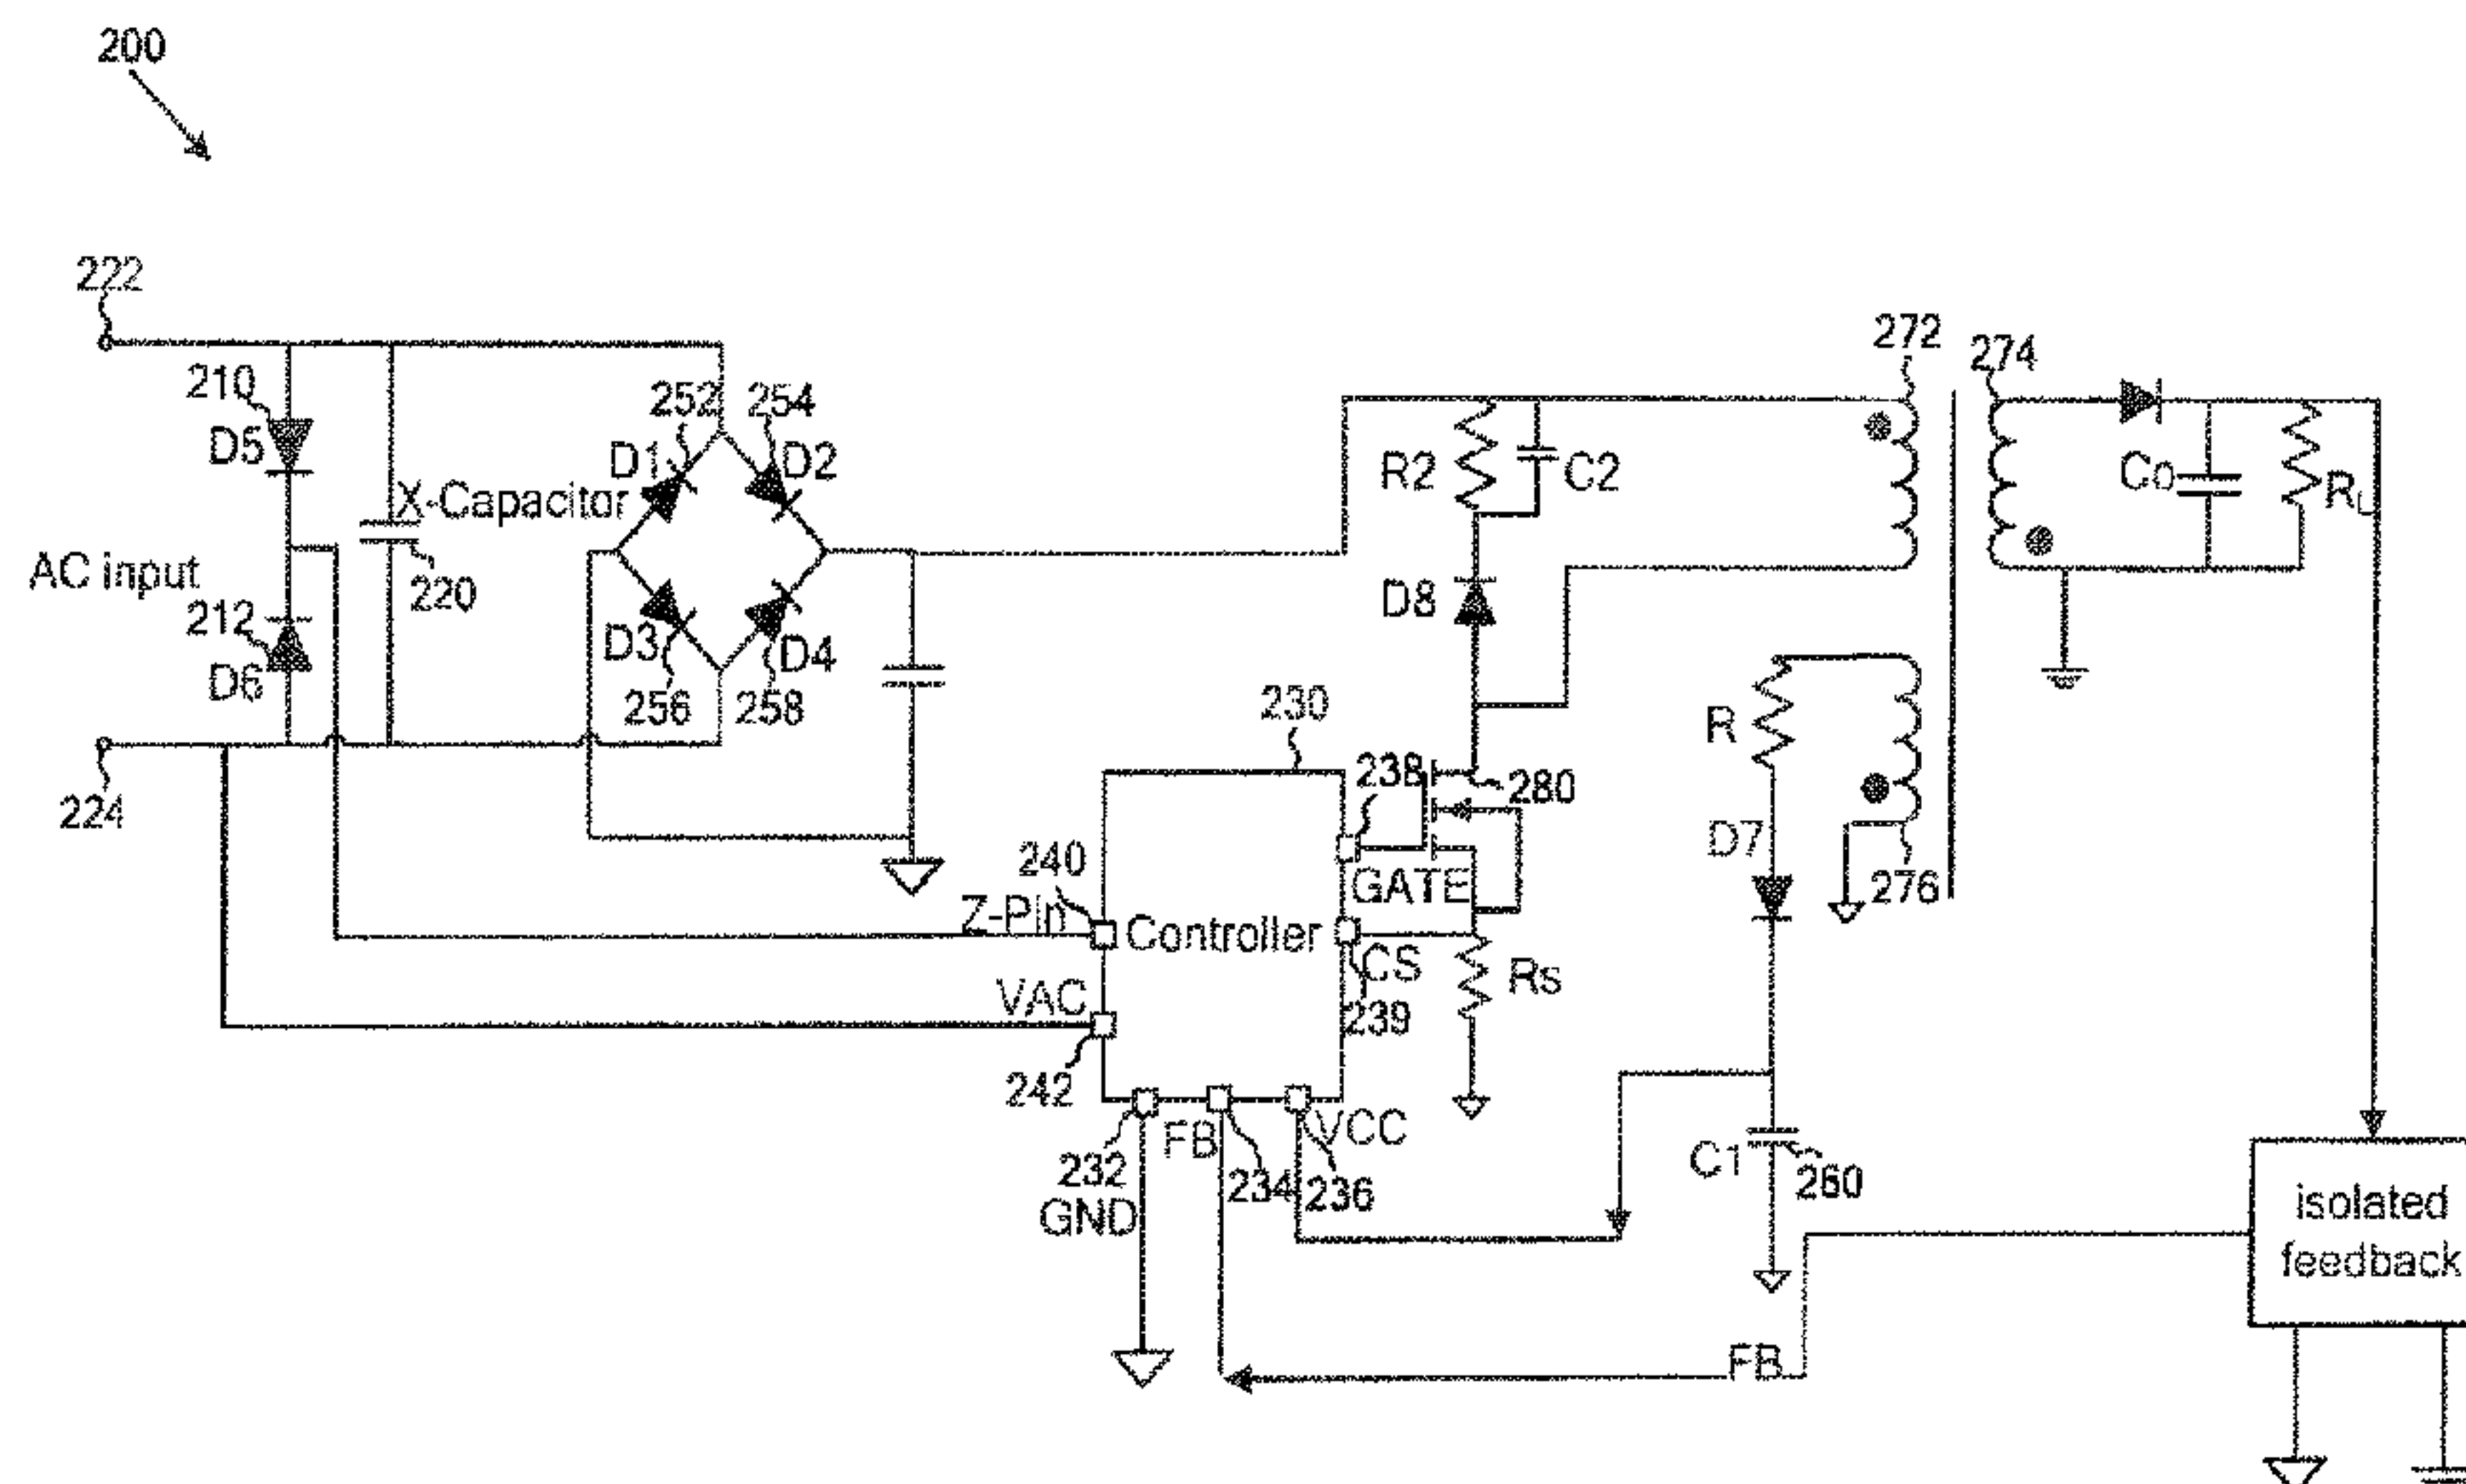 200
222
210
D5
X-Capacitor
AC input
220
212
D6
224
252
254
D1
D2
D3
D4
256
258
272
274
R2
C2
Co
RL
D8
230
238
280
R
D7
276
240
Z-Pin
Controller
GATE
CS
239
Rs
VAC
242
232
GND
FB
234
VCC
236
C1
260
isolated
feedback
FB